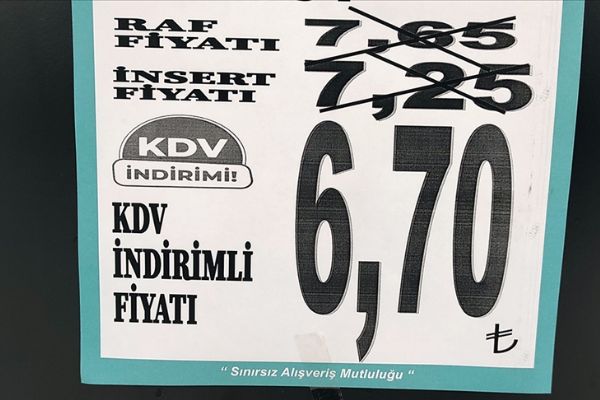 RAF
FİYATI 7,65
İNSERT
FİYATI 7,25
KDV
İNDİRİMİ!
KDV
İNDİRİMLİ
FİYATI
6,70
₺
“ Sınırsız Alışveriş Mutluluğu “